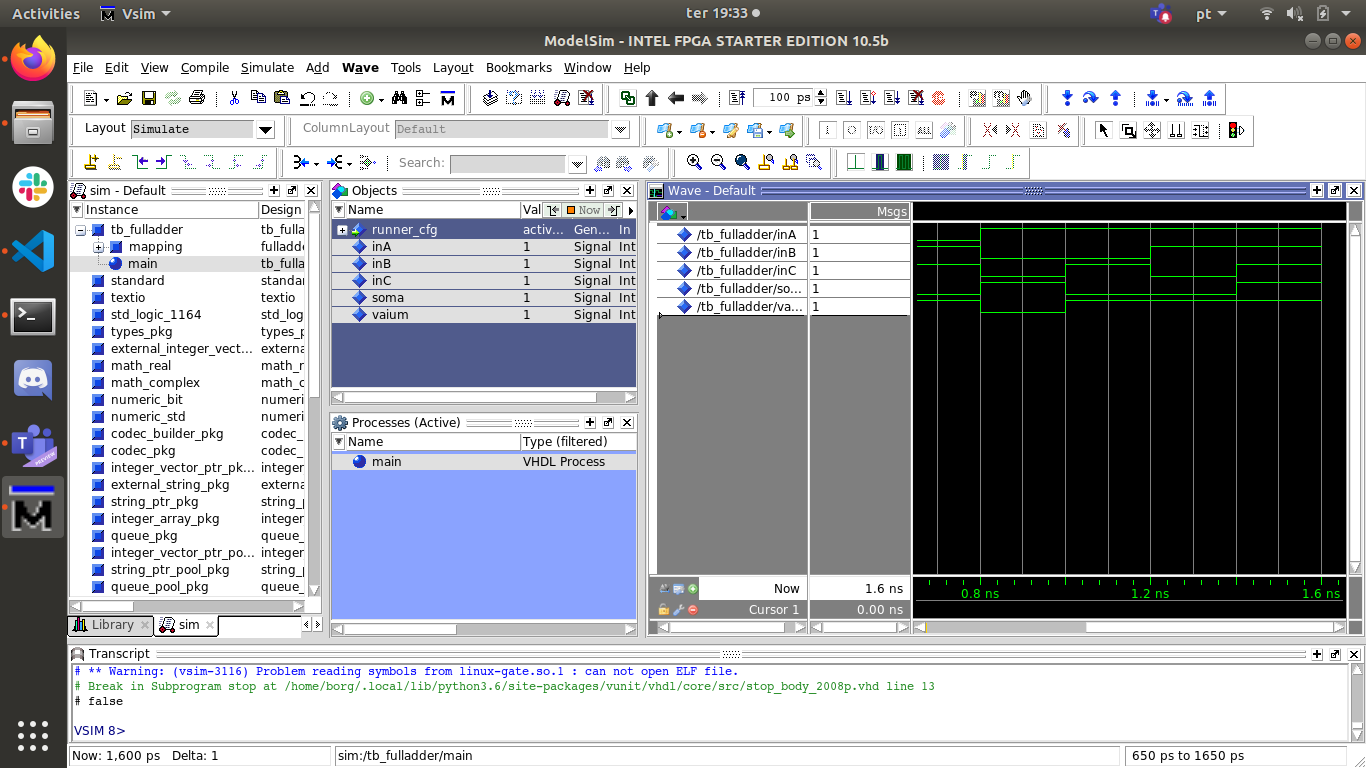 Activities
Vsim
ter 19:33
pt
ModelSim - INTEL FPGA STARTER EDITION 10.5b
File Edit View Compile Simulate Add Wave Tools Layout Bookmarks Window Help
100 ps
Layout Simulate
ColumnLayout Default
Search:
sim - Default
Instance Design
tb_fulladder tb_fulla
mapping fulladde
main tb_fulla
standard standar
textio textio
std_logic_1164 std_log
types_pkg types_p
external_integer_vect... externa
math_real math_r
math_complex math_c
numeric_bit numeri
numeric_std numeri
codec_builder_pkg codec_
codec_pkg codec_
integer_vector_ptr_pk... integer
external_string_pkg externa
string_ptr_pkg string_p
integer_array_pkg integer
queue_pkg queue_
integer_vector_ptr_po... integer
string_ptr_pool_pkg string_p
queue_pool_pkg queue_
Library sim
Objects
Name Val Now
runner_cfg activ... Gen... In
inA 1 Signal Int
inB 1 Signal Int
inC 1 Signal Int
soma 1 Signal Int
vaium 1 Signal Int
Processes (Active)
Name Type (filtered)
main VHDL Process
Wave - Default
Msgs
/tb_fulladder/inA 1
/tb_fulladder/inB 1
/tb_fulladder/inC 1
/tb_fulladder/so... 1
/tb_fulladder/va... 1
Now 1.6 ns
Cursor 1 0.00 ns
0.8 ns 1.2 ns 1.6 ns
Transcript
# ** Warning: (vsim-3116) Problem reading symbols from linux-gate.so.1 : can not open ELF file.
# Break in Subprogram stop at /home/borg/.local/lib/python3.6/site-packages/vunit/vhdl/core/src/stop_body_2008p.vhd line 13
# false
VSIM 8>
Now: 1,600 ps Delta: 1
sim:/tb_fulladder/main
650 ps to 1650 ps